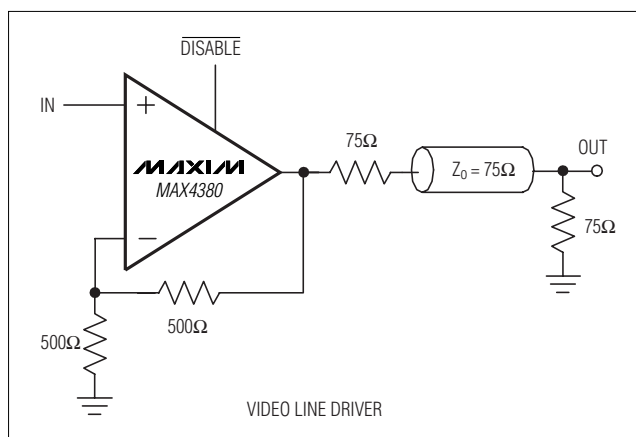 DISABLE
IN
+
MAXIM
MAX4380
−
75Ω
Z₀ = 75Ω
OUT
75Ω
500Ω
500Ω
VIDEO LINE DRIVER